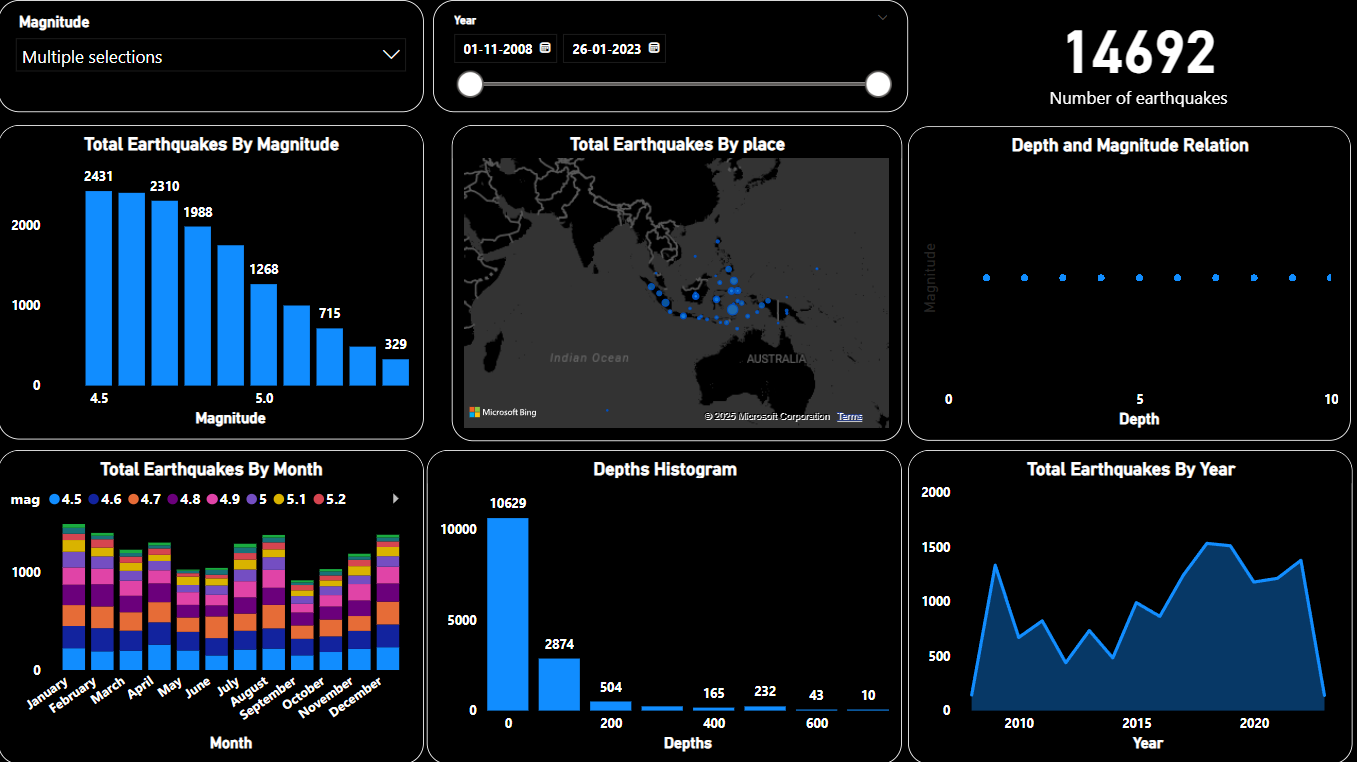 Magnitude
Multiple selections
Year
01-11-2008 26-01-2023
14692
Number of earthquakes
Total Earthquakes By Magnitude
2431
2310
1988
1268
715
329
2000
1000
0
4.5 5.0
Magnitude
Total Earthquakes By place
Indian Ocean
AUSTRALIA
Microsoft Bing
© 2025 Microsoft Corporation Terms
Depth and Magnitude Relation
Magnitude
0 5 10
Depth
Total Earthquakes By Month
mag 4.5 4.6 4.7 4.8 4.9 5 5.1 5.2
1000
0
January February March April May June July August September October November December
Month
Depths Histogram
10629
2874
504
165
232
43
10
10000
5000
0
0 200 400 600
Depths
Total Earthquakes By Year
2000
1500
1000
500
0
2010 2015 2020
Year